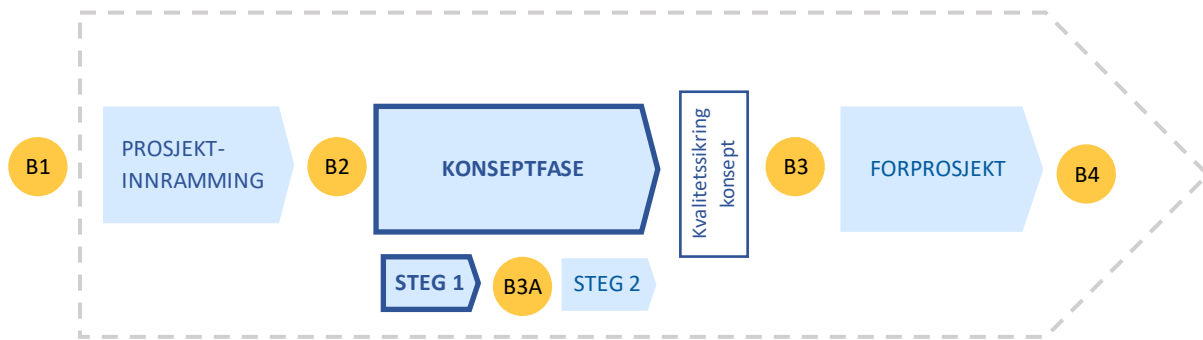 B1
PROSJEKT-
INNRAMMING
B2
KONSEPTFASE
Kvalitetssikring
konsept
B3
FORPROSJEKT
B4
STEG 1
B3A
STEG 2